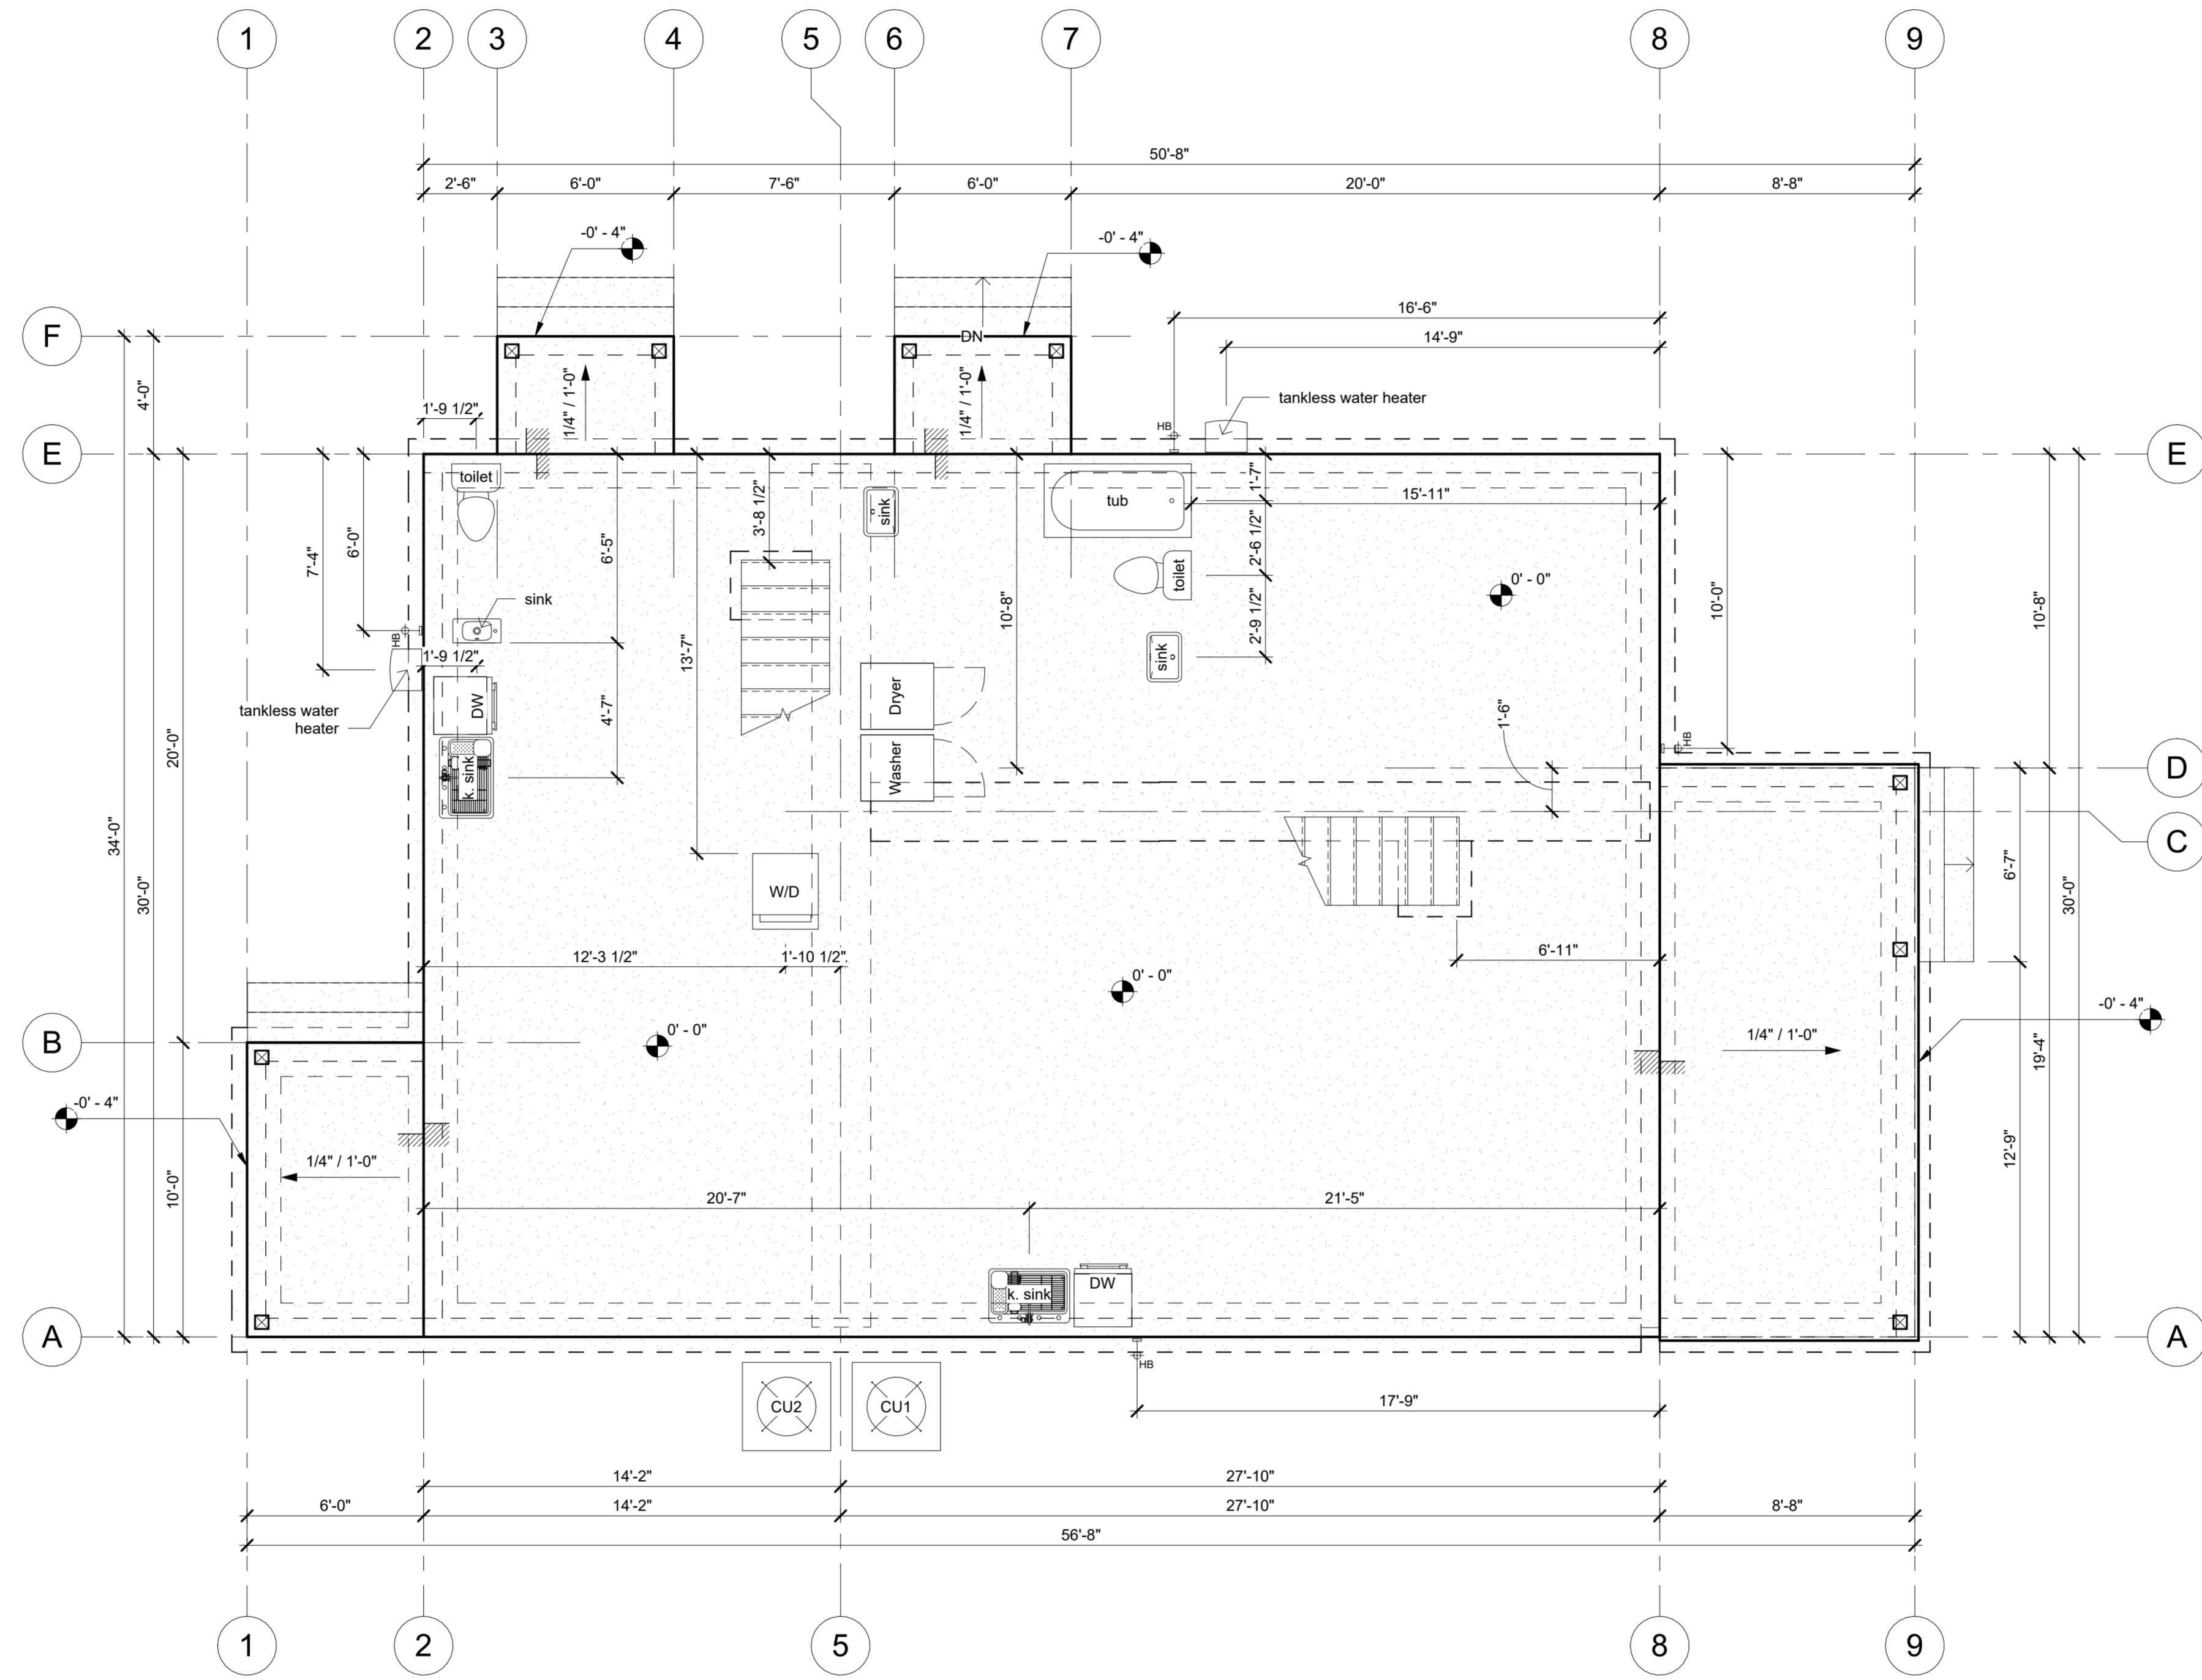 1 2 3 4 5 6 7 8 9
50'-8"
2'-6" 6'-0" 7'-6" 6'-0" 20'-0" 8'-8"
-0' - 4" -0' - 4"
16'-6"
F DN 14'-9"
4'-0" 1/4" / 1'-0" 1/4" / 1'-0" tankless water heater
1'-9 1/2" HB
E E
toilet 3'-8 1/2" sink tub 1'-7" 15'-11"
7'-4" 6'-0" 6'-5" 2'-6 1/2"
toilet 0' - 0"
sink 10'-8" 10'-0" 10'-8"
HB 2'-9 1/2"
1'-9 1/2" 13'-7" sink
tankless water
heater
DW 4'-7" Dryer 1'-6"
20'-0" HB
k. sink Washer D
34'-0" 30'-0" C
W/D 6'-7" 30'-0"
12'-3 1/2" 1'-10 1/2" 6'-11"
0' - 0"
-0' - 4"
B 0' - 0" 1/4" / 1'-0" 19'-4"
-0' - 4"
1/4" / 1'-0" 12'-9"
10'-0" 20'-7" 21'-5"
k. sink DW
A A
HB
CU2 CU1 17'-9"
14'-2" 27'-10"
6'-0" 14'-2" 27'-10" 8'-8"
56'-8"
1 2 5 8 9